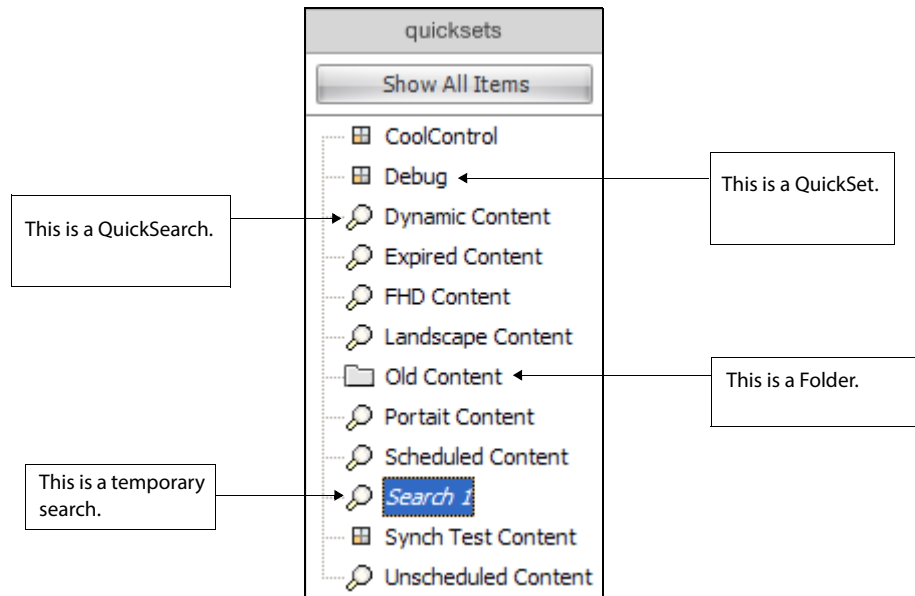 quicksets
Show All Items
CoolControl
Debug
This is a QuickSet.
This is a QuickSearch.
Dynamic Content
Expired Content
FHD Content
Landscape Content
Old Content
This is a Folder.
Portait Content
Scheduled Content
This is a temporary
search.
Search 1
Synch Test Content
Unscheduled Content